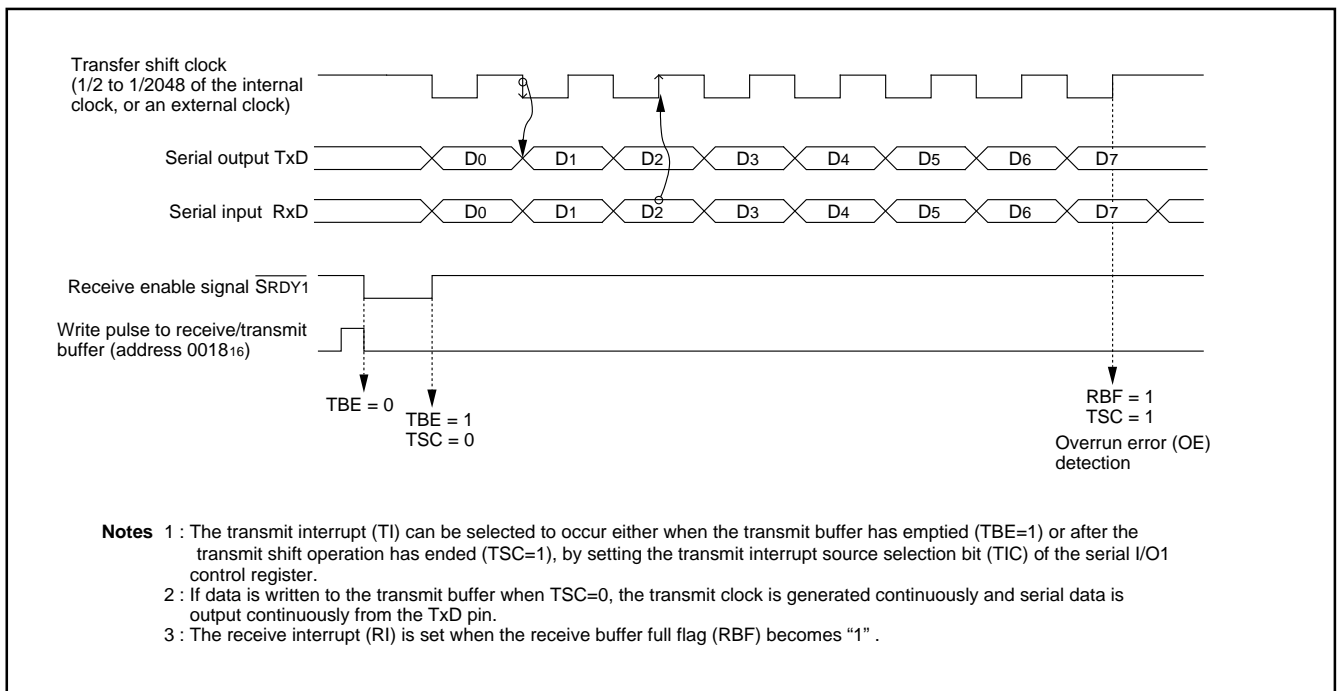 Transfer shift clock
(1/2 to 1/2048 of the internal
clock, or an external clock)
Serial output TxD
D0 D1 D2 D3 D4 D5 D6 D7
Serial input RxD
D0 D1 D2 D3 D4 D5 D6 D7
Receive enable signal SRDY1
Write pulse to receive/transmit
buffer (address 001816)
TBE = 0
TBE = 1
TSC = 0
RBF = 1
TSC = 1
Overrun error (OE)
detection
Notes 1 : The transmit interrupt (TI) can be selected to occur either when the transmit buffer has emptied (TBE=1) or after the
transmit shift operation has ended (TSC=1), by setting the transmit interrupt source selection bit (TIC) of the serial I/O1
control register.
2 : If data is written to the transmit buffer when TSC=0, the transmit clock is generated continuously and serial data is
output continuously from the TxD pin.
3 : The receive interrupt (RI) is set when the receive buffer full flag (RBF) becomes “1” .